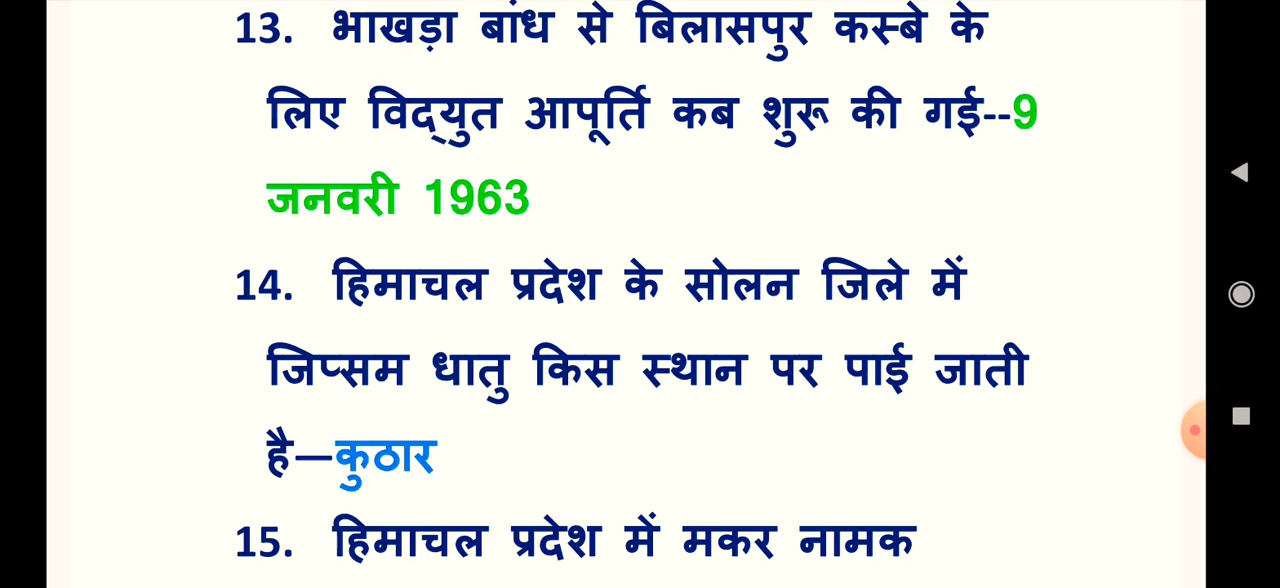 13. भाखड़ा बांध से बिलासपुर कस्बे के
लिए विद्युत आपूर्ति कब शुरू की गई--9
जनवरी 1963
14. हिमाचल प्रदेश के सोलन जिले में
जिप्सम धातु किस स्थान पर पाई जाती
है—कुठार
15. हिमाचल प्रदेश में मकर नामक